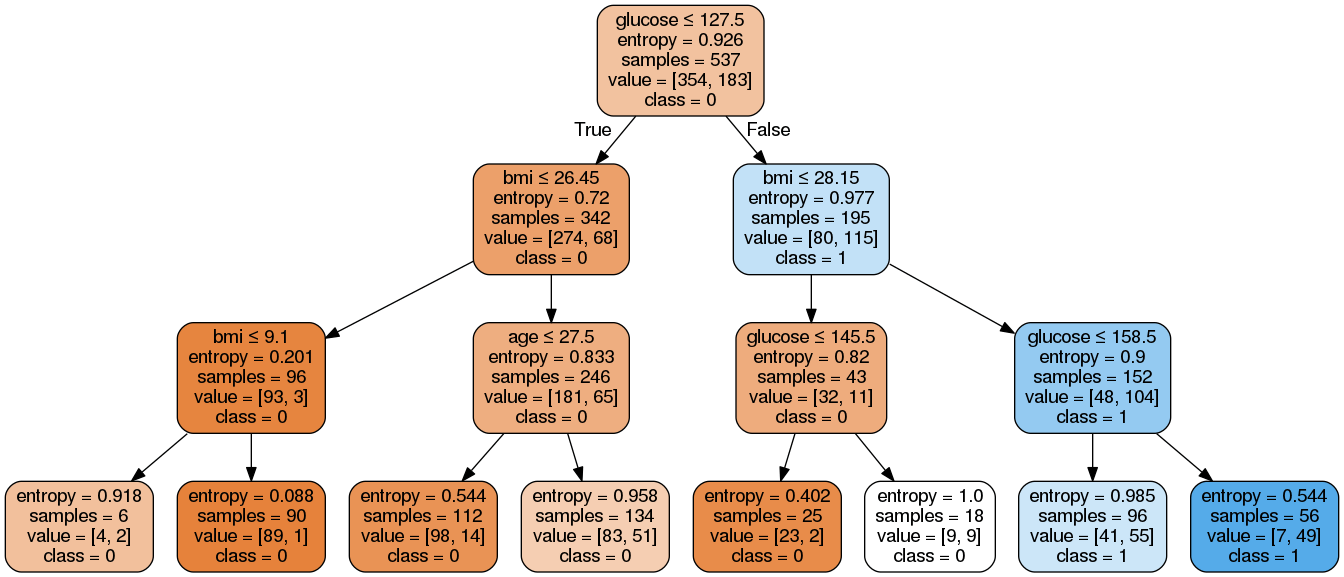 glucose ≤ 127.5
entropy = 0.926
samples = 537
value = [354, 183]
class = 0
True
False
bmi ≤ 26.45
entropy = 0.72
samples = 342
value = [274, 68]
class = 0
bmi ≤ 28.15
entropy = 0.977
samples = 195
value = [80, 115]
class = 1
bmi ≤ 9.1
entropy = 0.201
samples = 96
value = [93, 3]
class = 0
age ≤ 27.5
entropy = 0.833
samples = 246
value = [181, 65]
class = 0
glucose ≤ 145.5
entropy = 0.82
samples = 43
value = [32, 11]
class = 0
glucose ≤ 158.5
entropy = 0.9
samples = 152
value = [48, 104]
class = 1
entropy = 0.918
samples = 6
value = [4, 2]
class = 0
entropy = 0.088
samples = 90
value = [89, 1]
class = 0
entropy = 0.544
samples = 112
value = [98, 14]
class = 0
entropy = 0.958
samples = 134
value = [83, 51]
class = 0
entropy = 0.402
samples = 25
value = [23, 2]
class = 0
entropy = 1.0
samples = 18
value = [9, 9]
class = 0
entropy = 0.985
samples = 96
value = [41, 55]
class = 1
entropy = 0.544
samples = 56
value = [7, 49]
class = 1